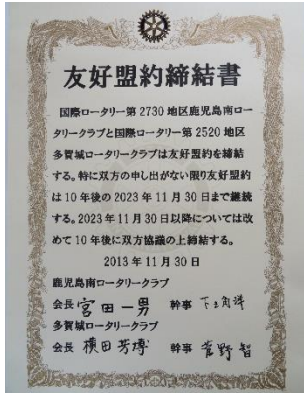 友好盟約締結書
国際ロータリー第2730地区鹿児島南ロー
タリークラブと国際ロータリー第2520地区
多賀城ロータリークラブは友好盟約を締結
する。特に双方の申し出がない限り友好盟約
は10年後の2023年11月30日まで継続
する。2023年11月30日以降については改
めて10年後に双方協議の上締結する。
2013年11月30日
鹿児島南ロータリークラブ
会長 宮田一男 幹事
多賀城ロータリークラブ
会長 横田芳博 幹事 菅野智